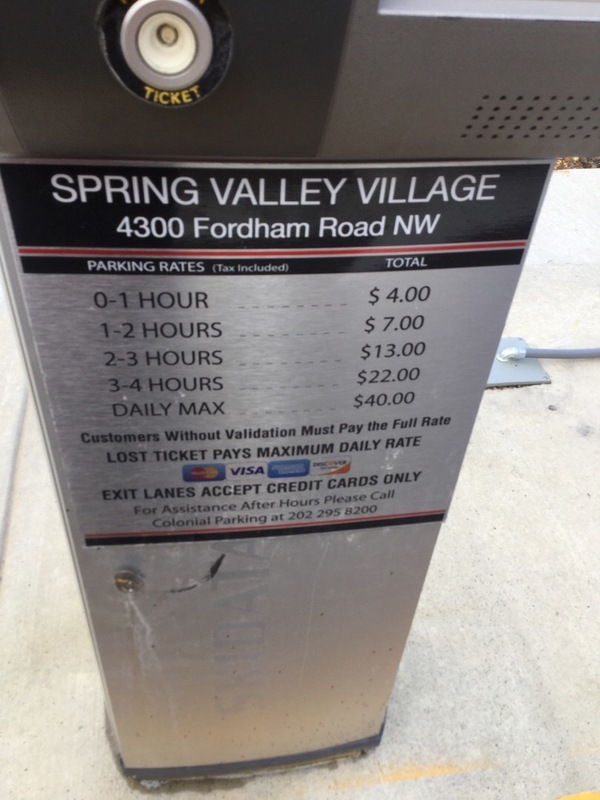 TICKET
SPRING VALLEY VILLAGE
4300 Fordham Road NW
PARKING RATES (Tax Included) TOTAL
0-1 HOUR $ 4.00
1-2 HOURS $ 7.00
2-3 HOURS $13.00
3-4 HOURS $22.00
DAILY MAX $40.00
Customers Without Validation Must Pay the Full Rate
LOST TICKET PAYS MAXIMUM DAILY RATE
MasterCard VISA DISCOVER
EXIT LANES ACCEPT CREDIT CARDS ONLY
For Assistance After Hours Please Call
Colonial Parking at 202 295 8200
SKIDATA